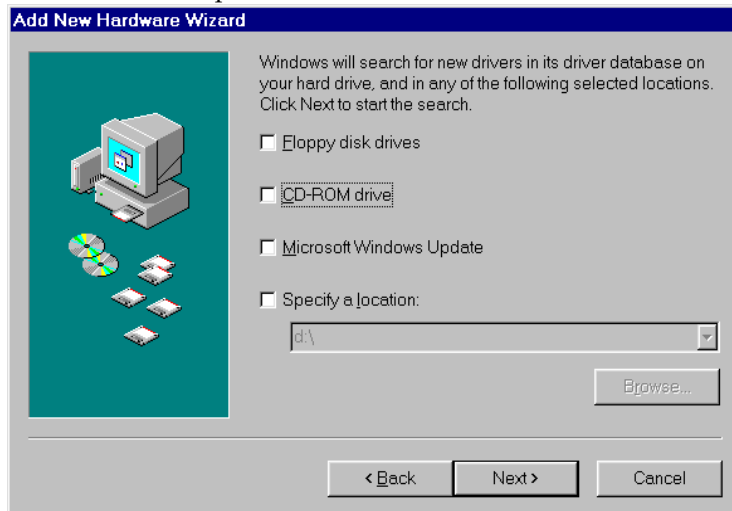 Add New Hardware Wizard
Windows will search for new drivers in its driver database on
your hard drive, and in any of the following selected locations.
Click Next to start the search.
Floppy disk drives
CD-ROM drive
Microsoft Windows Update
Specify a location:
d:\
Browse...
< Back
Next >
Cancel